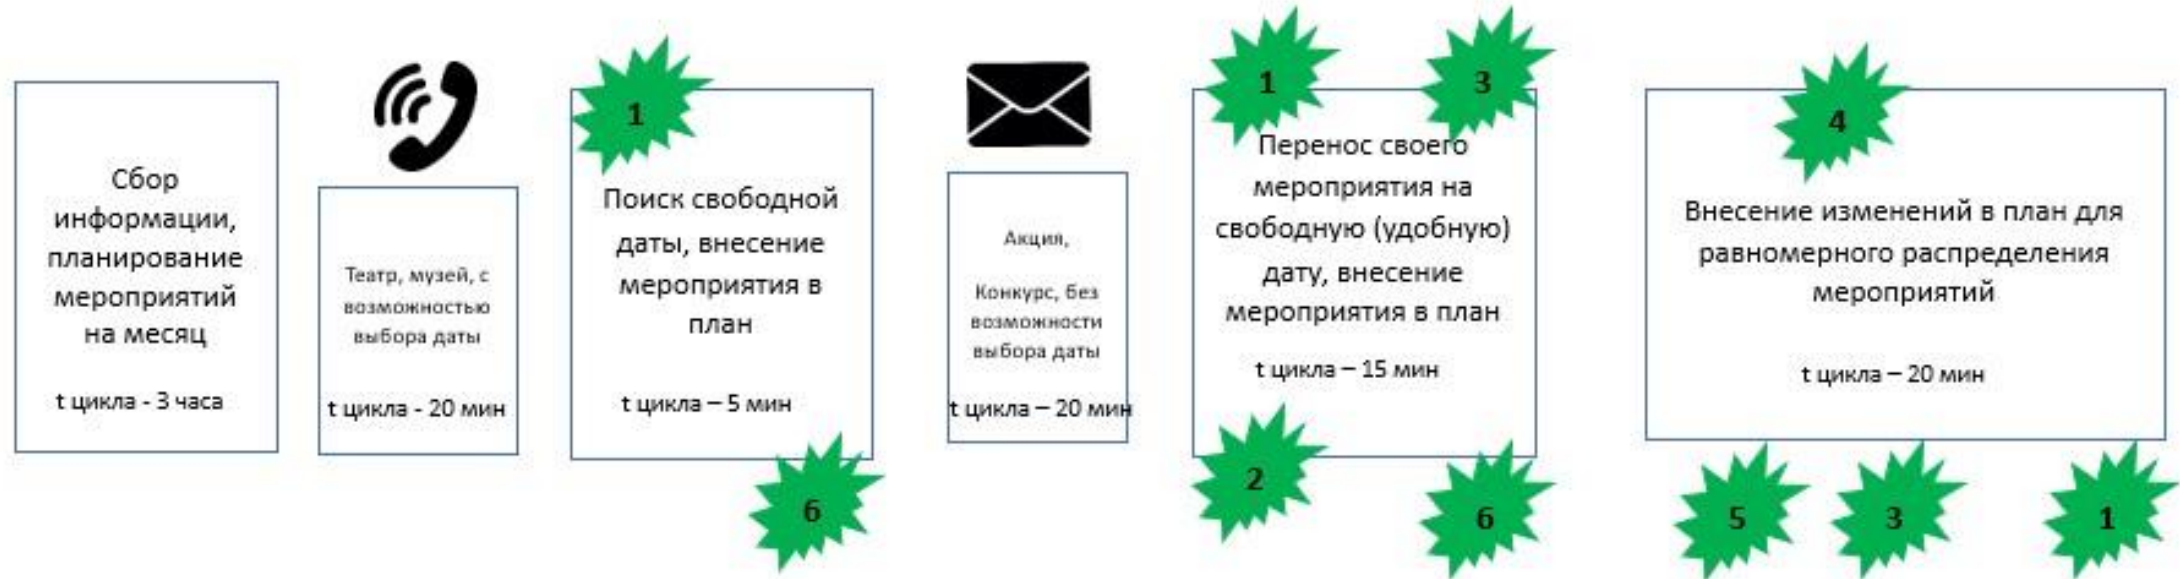 Сбор
информации,
планирование
мероприятий
на месяц
t цикла - 3 часа
Театр, музей, с
возможностью
выбора даты
t цикла - 20 мин
1
Поиск свободной
даты, внесение
мероприятия в
план
t цикла – 5 мин
6
Акция,
Конкурс, без
возможности
выбора даты
t цикла – 20 мин
1
3
Перенос своего
мероприятия на
свободную (удобную)
дату, внесение
мероприятия в план
t цикла – 15 мин
2
6
4
Внесение изменений в план для
равномерного распределения
мероприятий
t цикла – 20 мин
5
3
1